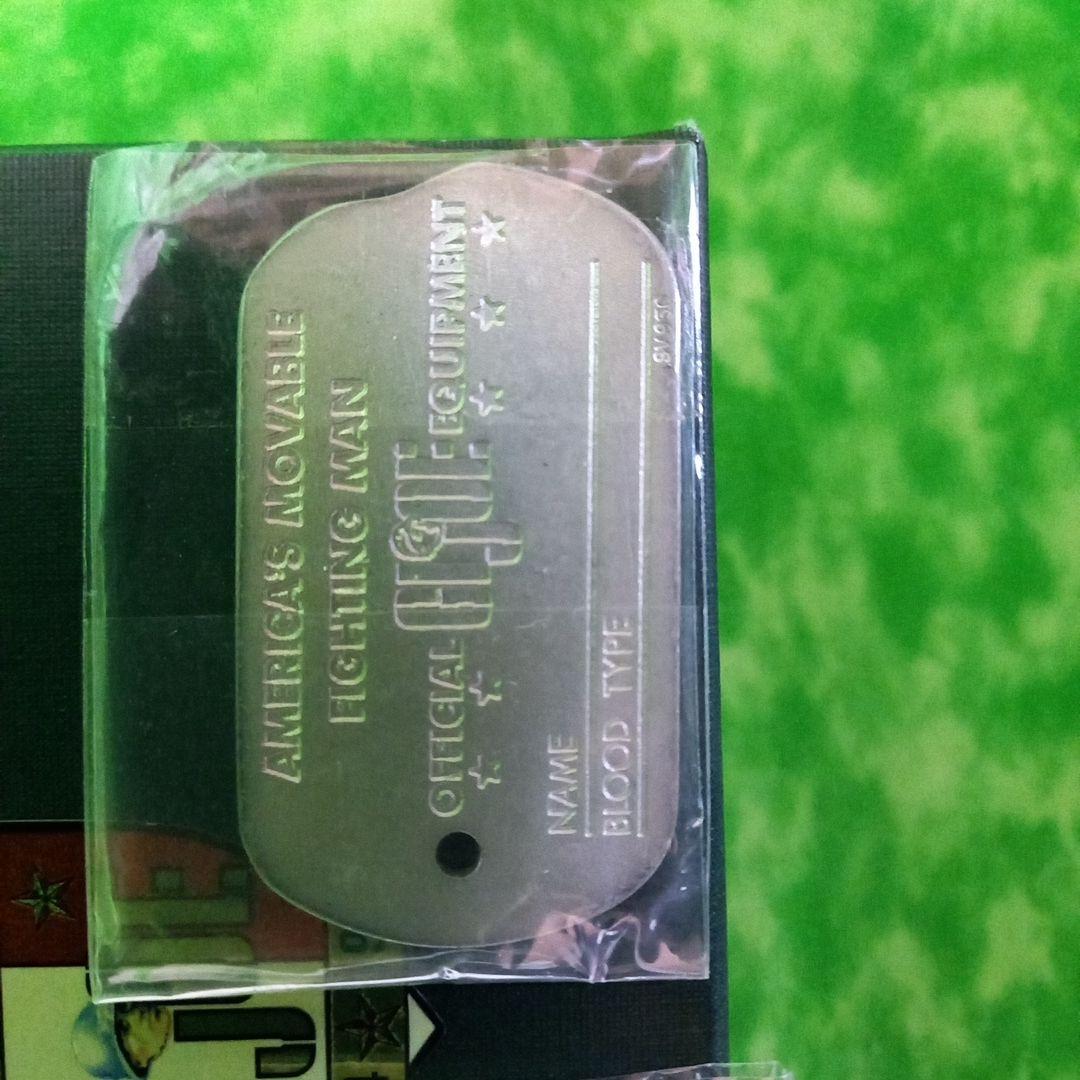 AMERICA'S MOVABLE
FIGHTING MAN
OFFICIAL GI JOE EQUIPMENT
NAME
BLOOD TYPE